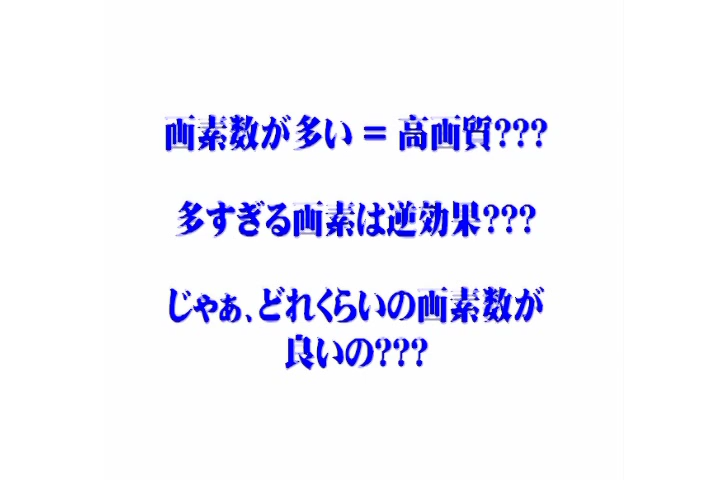 画素数が多い = 高画質???
多すぎる画素は逆効果???
じゃぁ、どれくらいの画素数が
良いの???